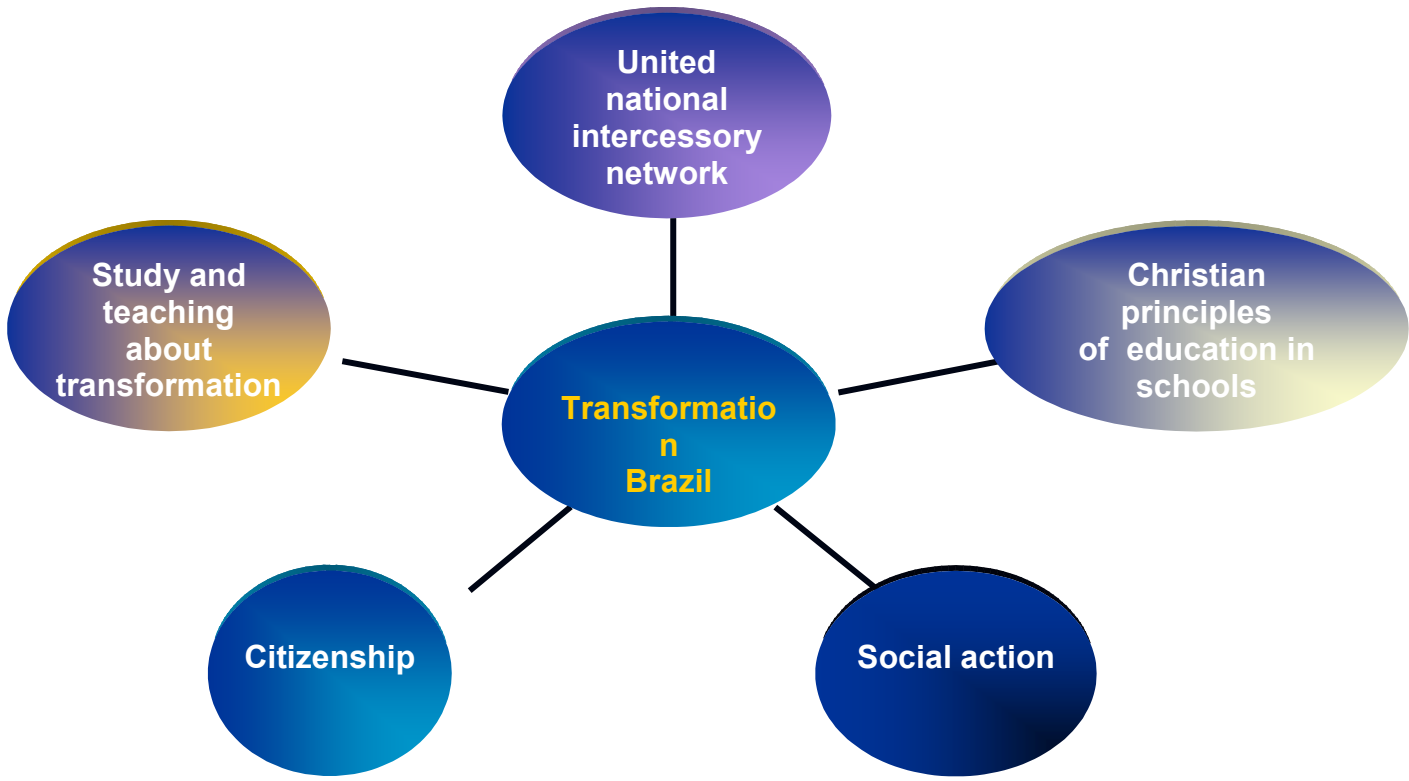 United
national
intercessory
network
Study and
teaching
about
transformation
Christian
principles
of  education in
schools
Transformatio
n
Brazil
Citizenship
Social action